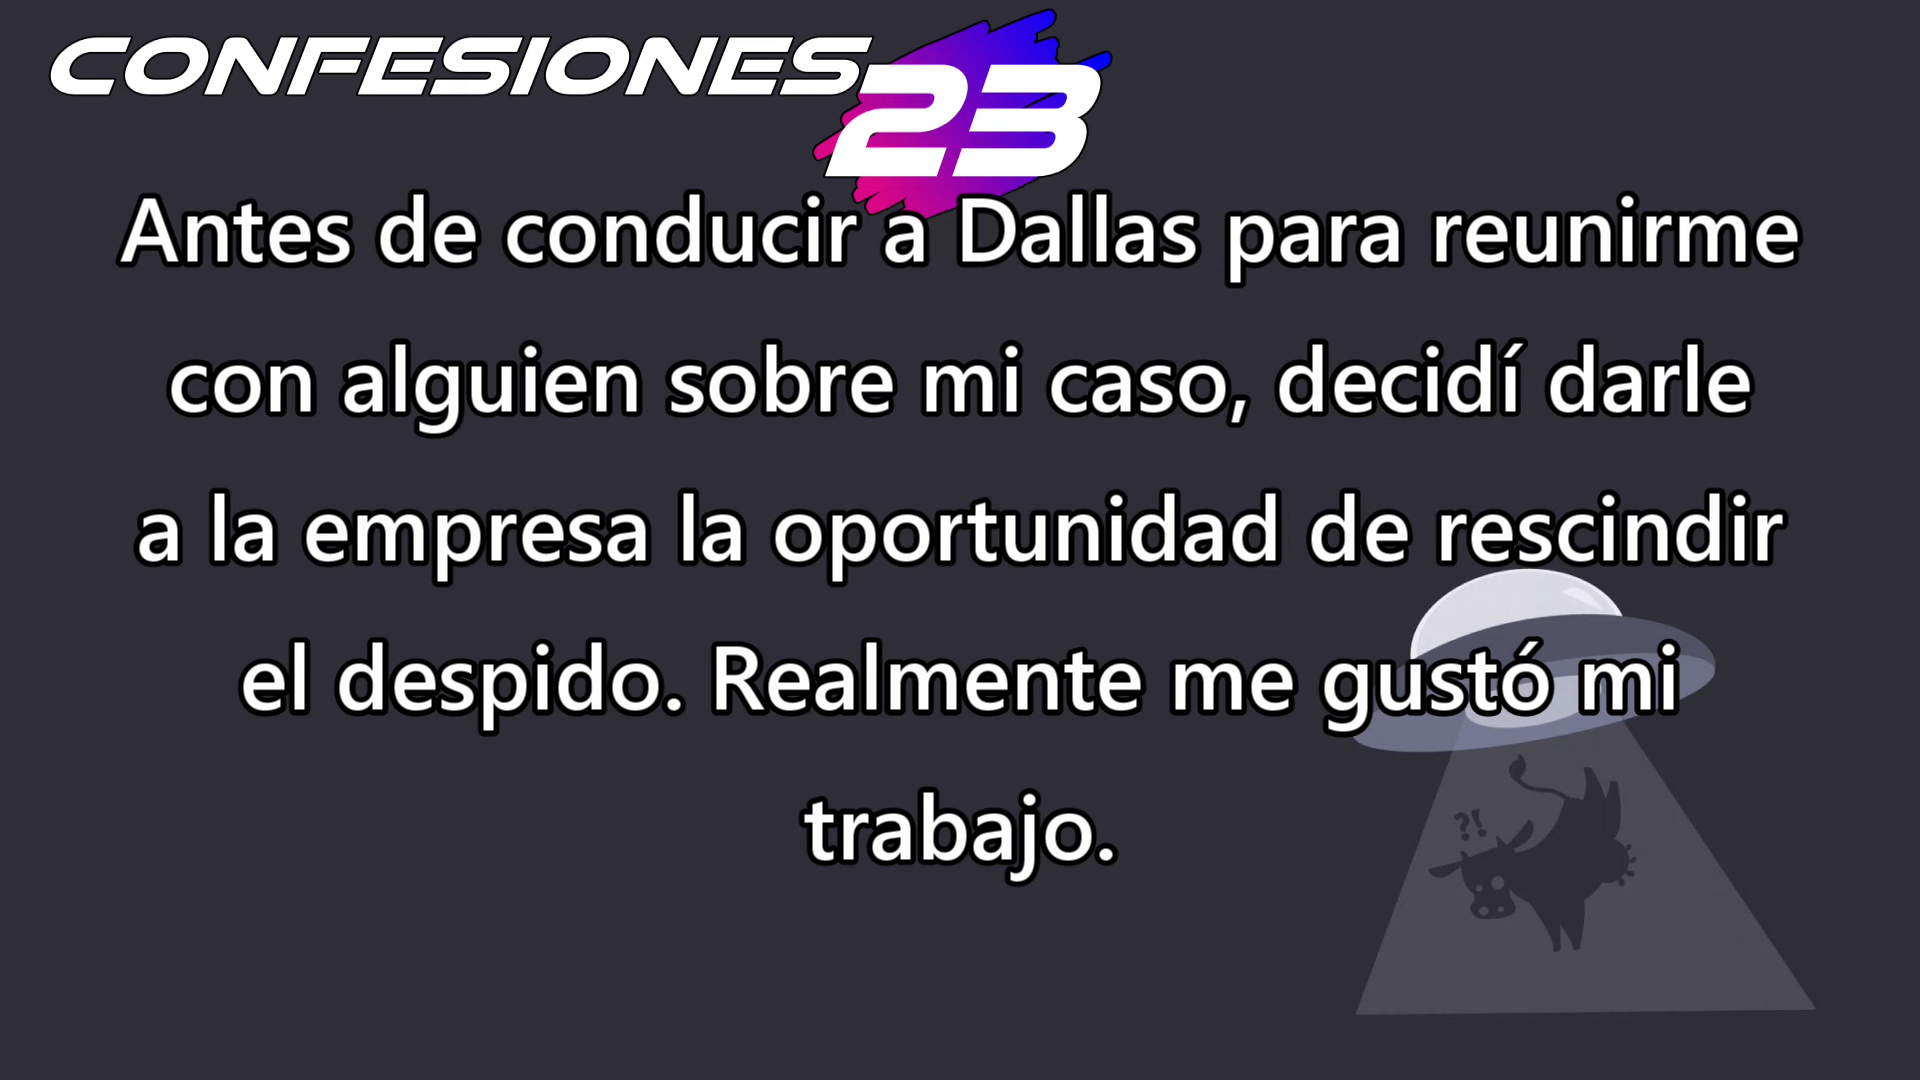 CONFESIONES
23
Antes de conducir a Dallas para reunirme
con alguien sobre mi caso, decidí darle
a la empresa la oportunidad de rescindir
el despido. Realmente me gustó mi
trabajo.
?!